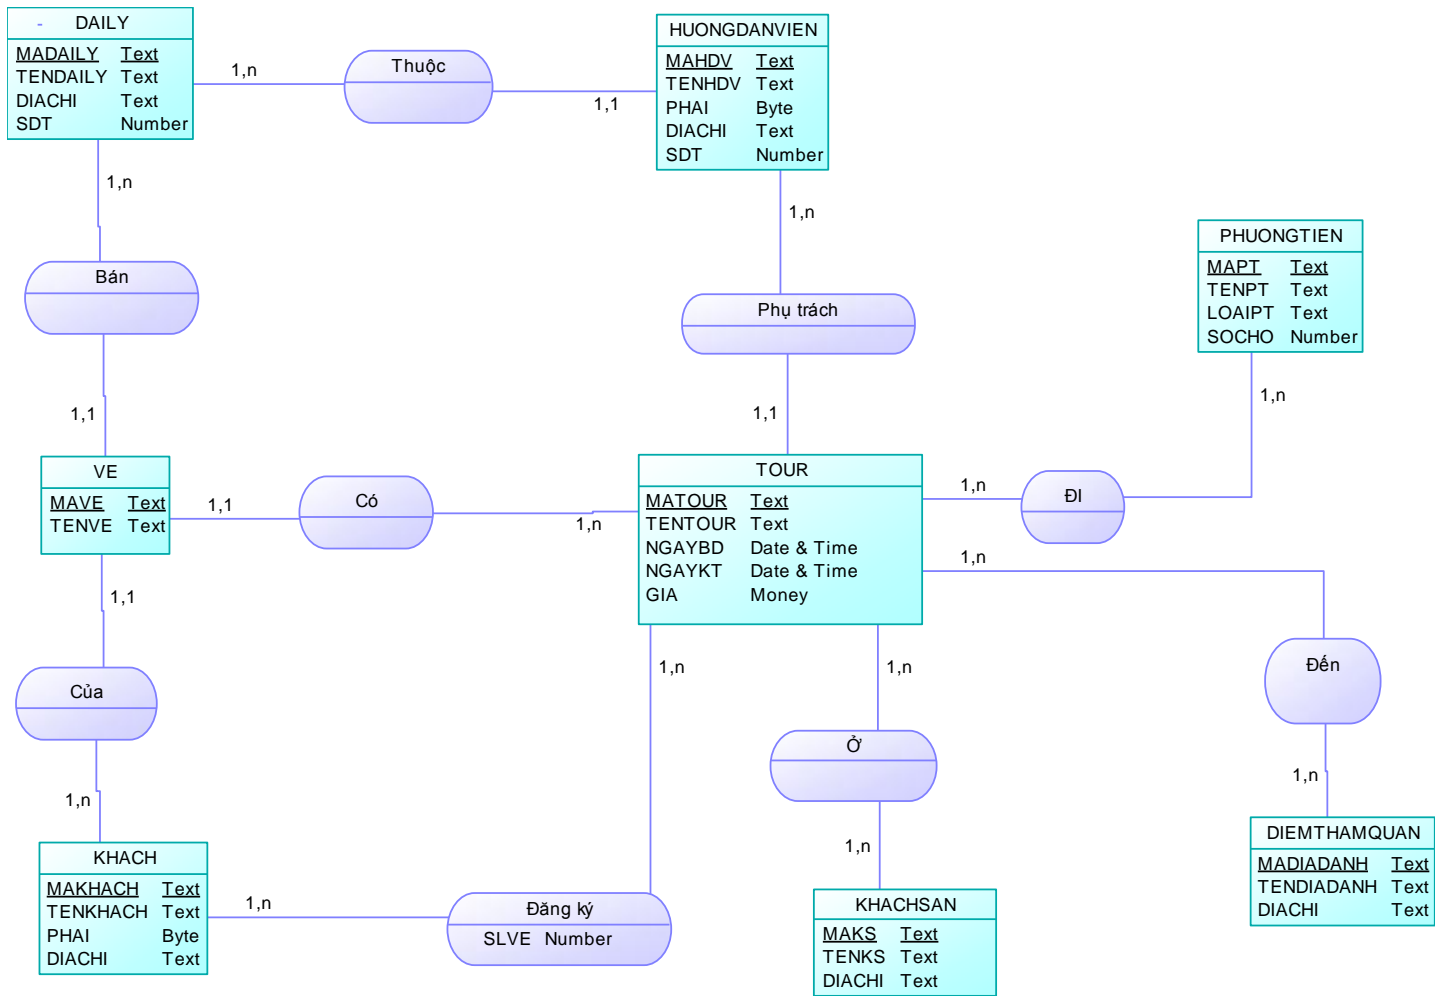 - DAILY
MADAILY Text
TENDAILY Text
DIACHI Text
SDT Number
1,n
Thuộc
1,1
HUONGDANVIEN
MAHDV Text
TENHDV Text
PHAI Byte
DIACHI Text
SDT Number
1,n
Bán
1,1
1,n
Phụ trách
1,1
PHUONGTIEN
MAPT Text
TENPT Text
LOAIPT Text
SOCHO Number
1,n
VE
MAVE Text
TENVE Text
1,1
Có
1,n
TOUR
MATOUR Text
TENTOUR Text
NGAYBD Date & Time
NGAYKT Date & Time
GIA Money
1,n
ĐI
1,n
Đến
1,n
1,1
Của
1,n
1,n
1,n
Ở
1,n
KHACH
MAKHACH Text
TENKHACH Text
PHAI Byte
DIACHI Text
1,n
Đăng ký
SLVE Number
KHACHSAN
MAKS Text
TENKS Text
DIACHI Text
DIEMTHAMQUAN
MADIADANH Text
TENDIADANH Text
DIACHI Text